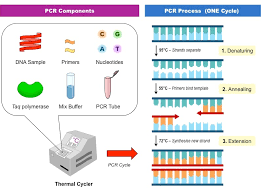 PCR Components
DNA Sample
Primers
Nucleotides
G
C
A
T
Taq polymerase
Mix Buffer
PCR Tube
Thermal Cycler
PCR Cycle
PCR Process (ONE Cycle)
95°C – Strands separate
1. Denaturing
55°C – Primers bind template
2. Annealing
72°C – Synthesise new strand
3. Extension